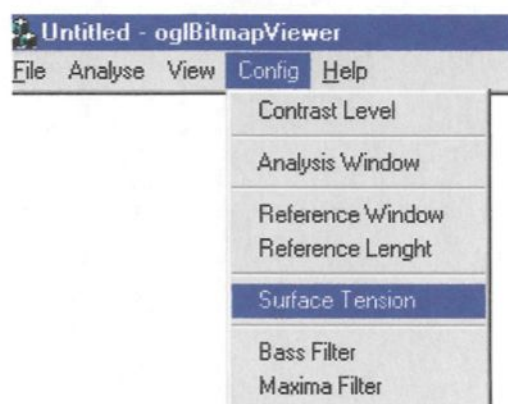 Untitled - oglBitmapViewer
File Analyse View Config Help
Contrast Level
Analysis Window
Reference Window
Reference Lenght
Surface Tension
Bass Filter
Maxima Filter